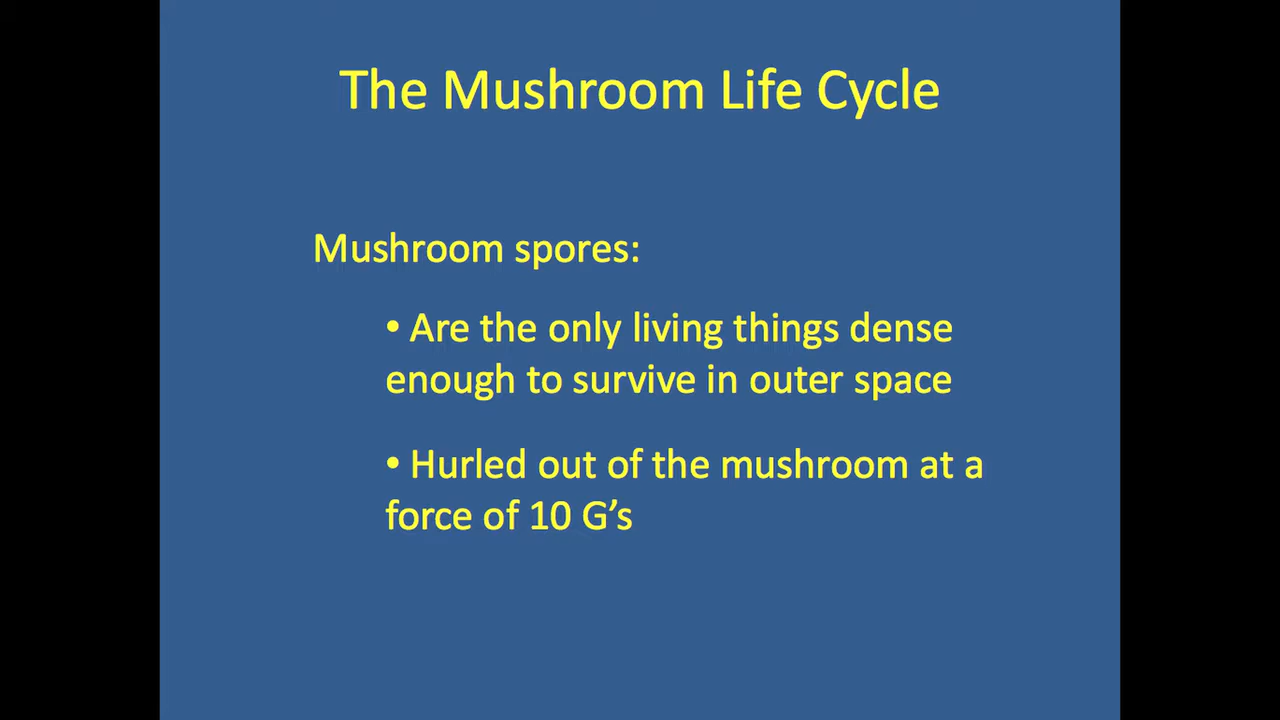 The Mushroom Life Cycle
Mushroom spores:
• Are the only living things dense
enough to survive in outer space
• Hurled out of the mushroom at a
force of 10 G’s